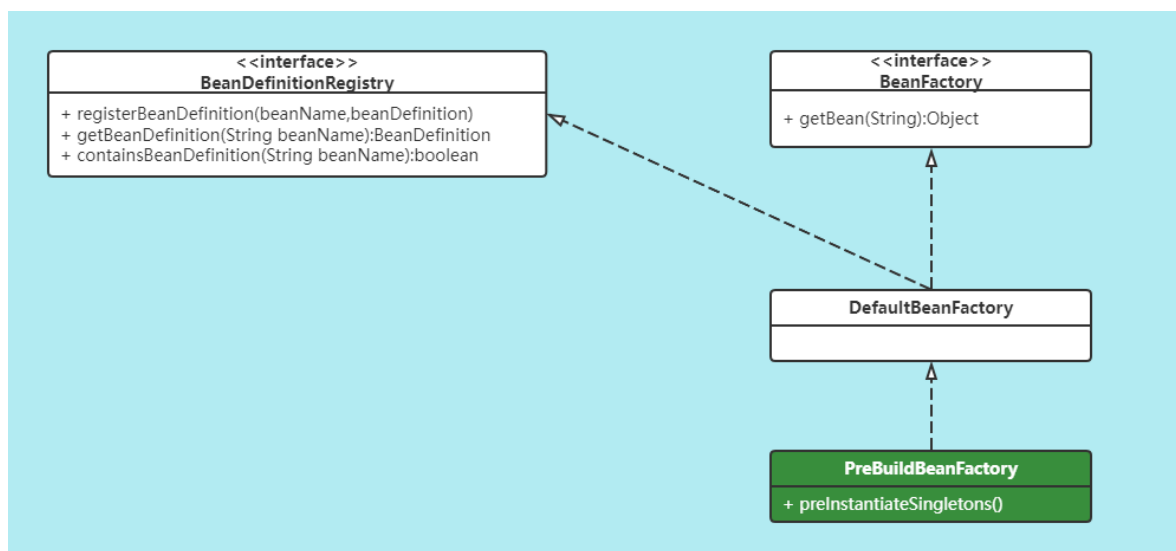 <<interface>>
BeanDefinitionRegistry
+ registerBeanDefinition(beanName,beanDefinition)
+ getBeanDefinition(String beanName):BeanDefinition
+ containsBeanDefinition(String beanName):boolean
<<interface>>
BeanFactory
+ getBean(String):Object
DefaultBeanFactory
PreBuildBeanFactory
+ preInstantiateSingletons()